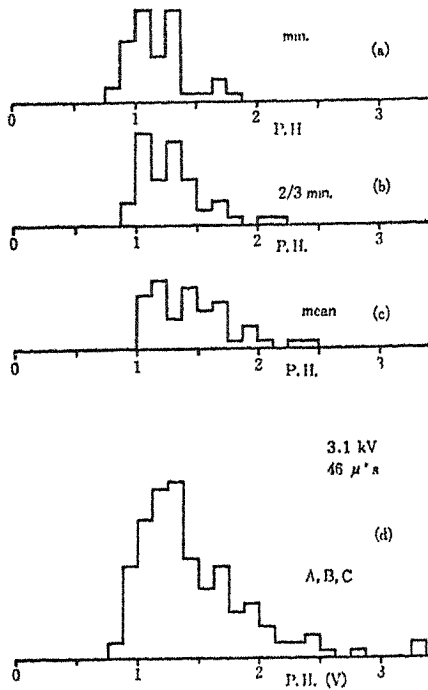 min.
(a)
0 1 2 3
P.H
2/3 min.
(b)
0 1 2 3
P.H.
mean
(c)
0 1 2 3
P.H.
3.1 kV
46 μ's
(d)
A, B, C
0 1 2 3
P.H. (V)